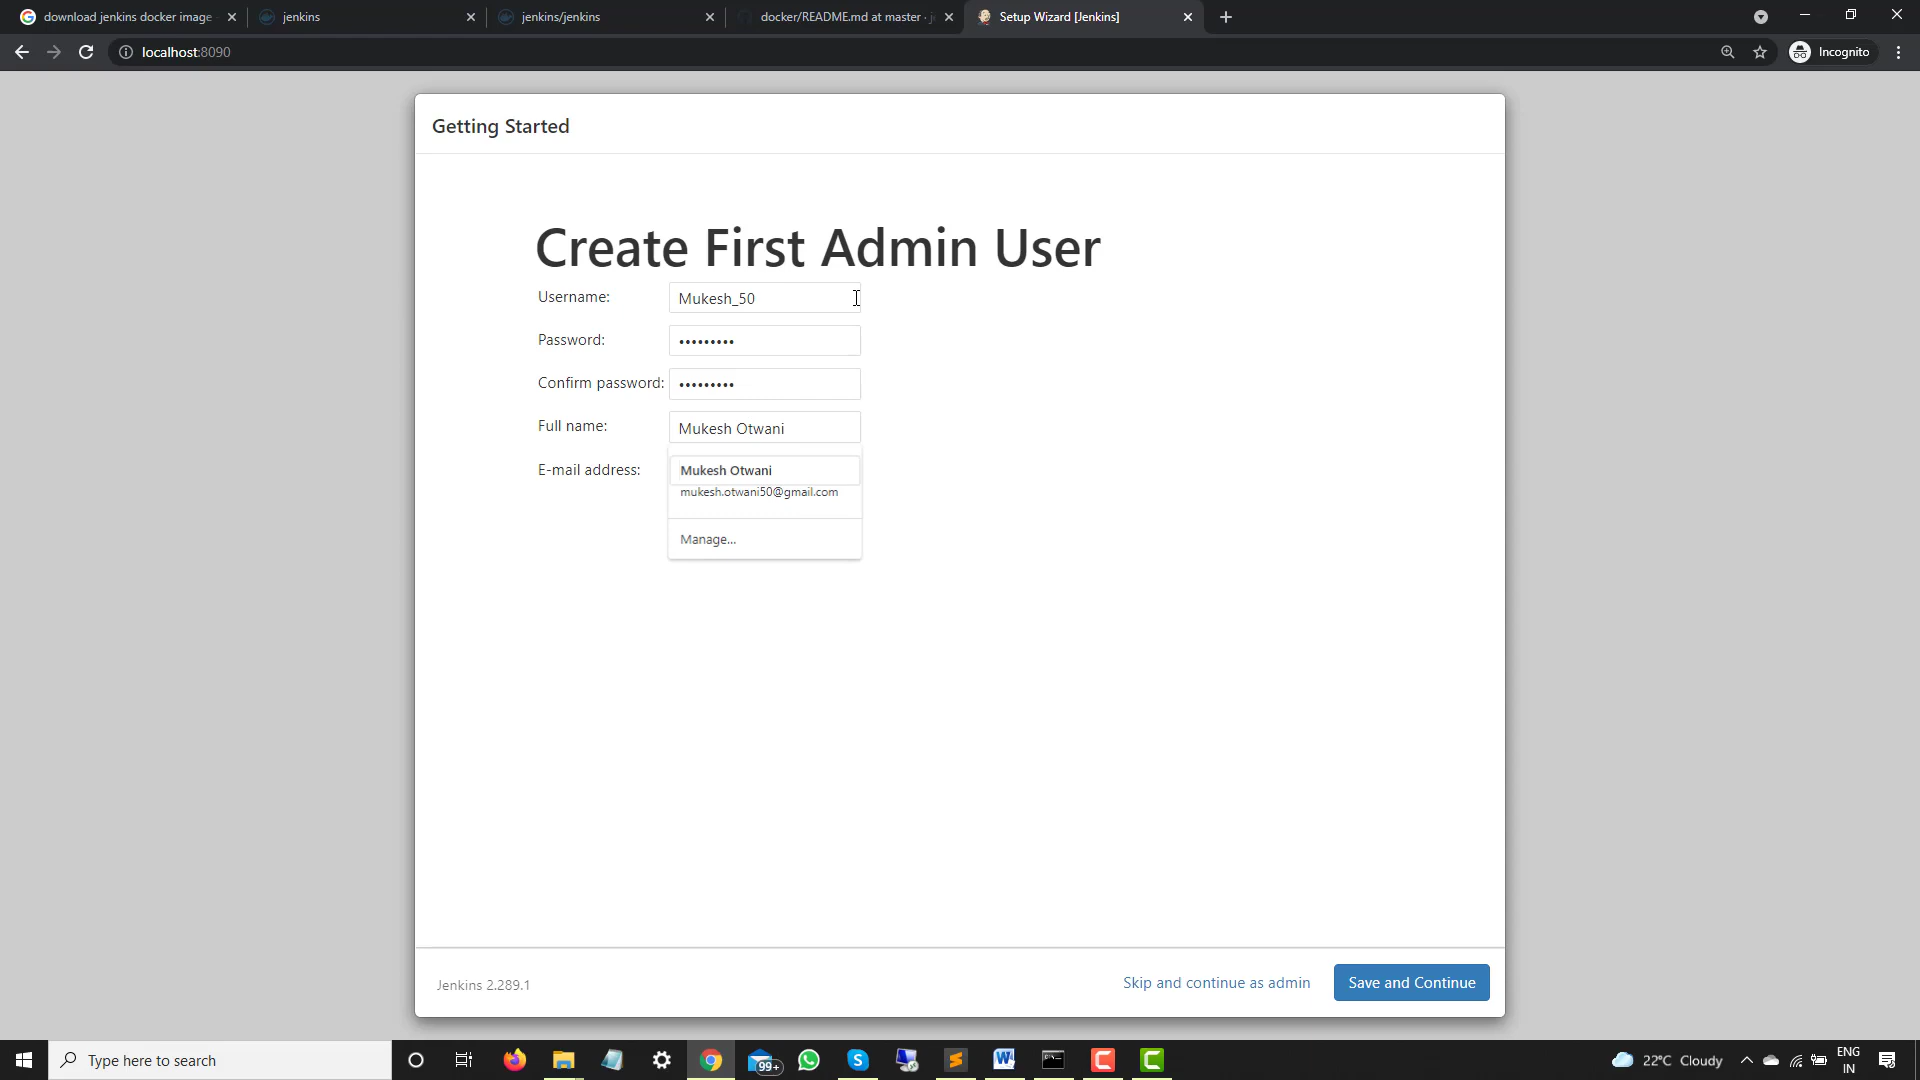 download jenkins docker image
jenkins
jenkins/jenkins
docker/README.md at master · j
Setup Wizard [Jenkins]
localhost:8090
Incognito
Getting Started
Create First Admin User
Username:
Mukesh_50
Password:
•••••••••
Confirm password:
•••••••••
Full name:
Mukesh Otwani
E-mail address:
Mukesh Otwani
mukesh.otwani50@gmail.com
Manage...
Jenkins 2.289.1
Skip and continue as admin
Save and Continue
Type here to search
99+
22°C Cloudy
ENG
IN